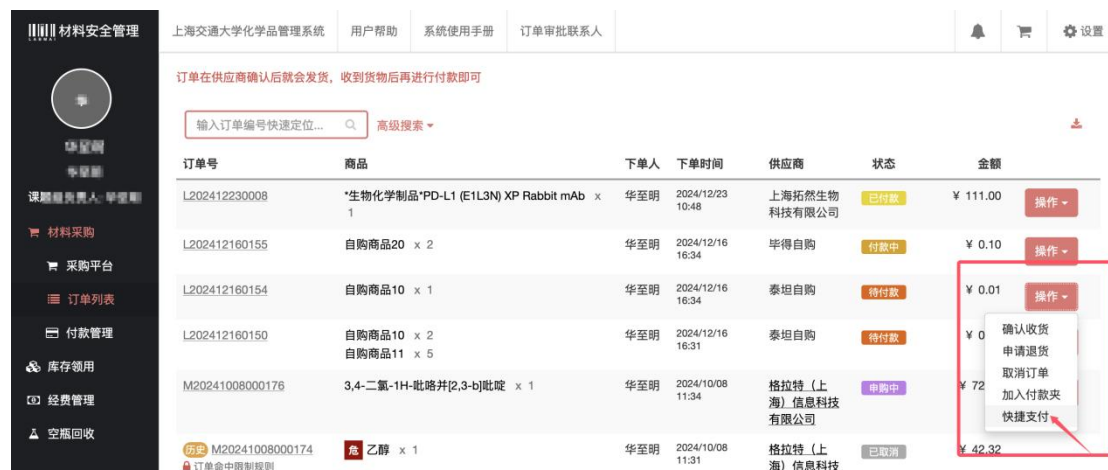 材料安全管理
LABMAI
上海交通大学化学品管理系统 用户帮助 系统使用手册 订单审批联系人 设置
订单在供应商确认后就会发货，收到货物后再进行付款即可
输入订单编号快速定位... 高级搜索
订单号 商品 下单人 下单时间 供应商 状态 金额
L202412230008 *生物化学制品*PD-L1 (E1L3N) XP Rabbit mAb x 华至明 2024/12/23 上海拓然生物 已付款 ¥ 111.00 操作
1 10:48 科技有限公司
L202412160155 自购商品20 x 2 华至明 2024/12/16 毕得自购 付款中 ¥ 0.10 操作
16:34
L202412160154 自购商品10 x 1 华至明 2024/12/16 泰坦自购 待付款 ¥ 0.01 操作
16:34
L202412160150 自购商品10 x 2 华至明 2024/12/16 泰坦自购 待付款 ¥ 0
自购商品11 x 5 16:31
M20241008000176 3,4-二氯-1H-吡咯并[2,3-b]吡啶 x 1 华至明 2024/10/08 格拉特（上 申购中 ¥ 72
11:34 海）信息科技
有限公司
历史 M20241008000174 危 乙醇 x 1 华至明 2024/10/08 格拉特（上 已取消 ¥ 42.32
订单命中限制规则 11:31 海）信息科技
确认收货
申请退货
取消订单
加入付款夹
快捷支付
材料采购
采购平台
订单列表
付款管理
库存领用
经费管理
空瓶回收